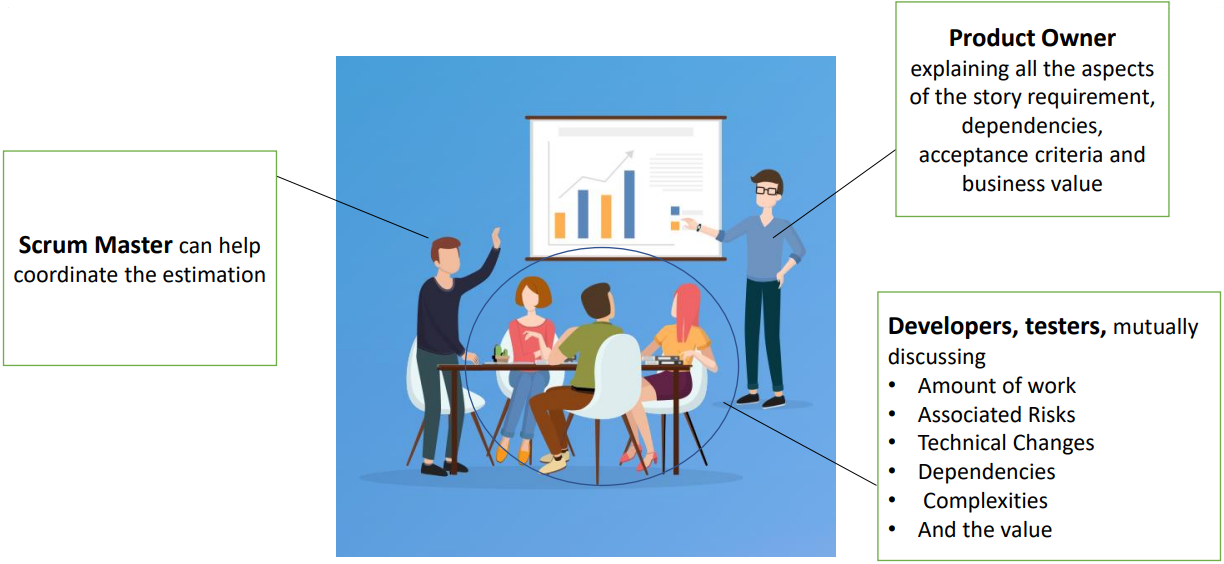 Product Owner
explaining all the aspects
of the story requirement,
dependencies,
acceptance criteria and
business value
Scrum Master can help
coordinate the estimation
Developers, testers, mutually
discussing
• Amount of work
• Associated Risks
• Technical Changes
• Dependencies
• Complexities
• And the value